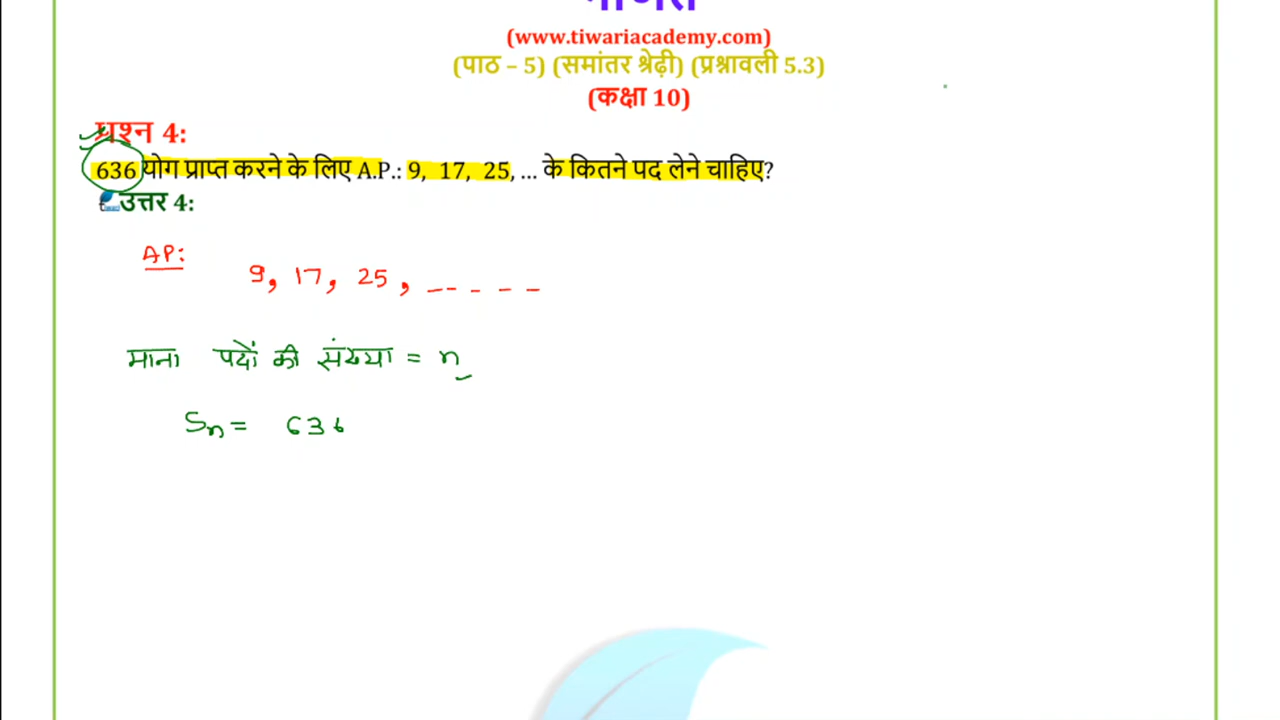 (www.tiwariacademy.com)
(पाठ – 5) (समांतर श्रेढ़ी) (प्रश्नावली 5.3)
(कक्षा 10)
प्रश्न 4:
636 योग प्राप्त करने के लिए A.P.: 9, 17, 25, ... के कितने पद लेने चाहिए?
उत्तर 4:
AP:
9, 17, 25, _ _ _ _ _
माना पदों की संख्या = n
Sn = 636